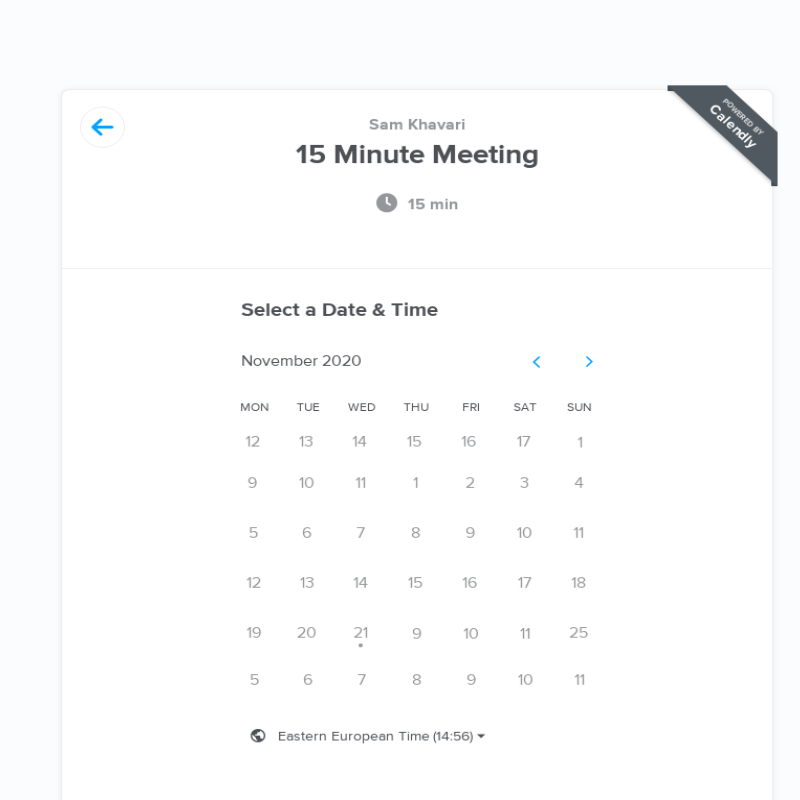 POWERED BY
Calendly
Sam Khavari
15 Minute Meeting
15 min
Select a Date & Time
November 2020
MON TUE WED THU FRI SAT SUN
12 13 14 15 16 17 1
9 10 11 1 2 3 4
5 6 7 8 9 10 11
12 13 14 15 16 17 18
19 20 21 9 10 11 25
5 6 7 8 9 10 11
Eastern European Time (14:56)